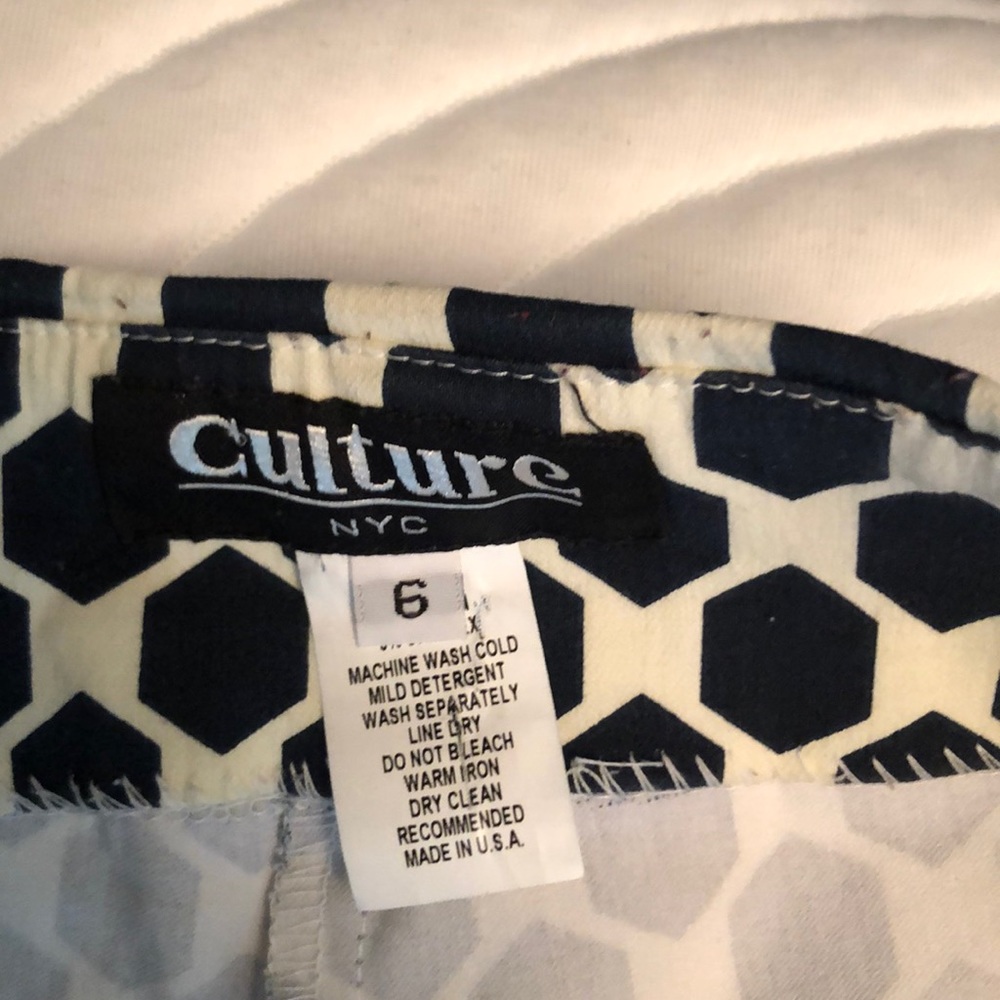 Culture
NYC
6
MACHINE WASH COLD
MILD DETERGENT
WASH SEPARATELY
LINE DRY
DO NOT BLEACH
WARM IRON
DRY CLEAN
RECOMMENDED
MADE IN U.S.A.